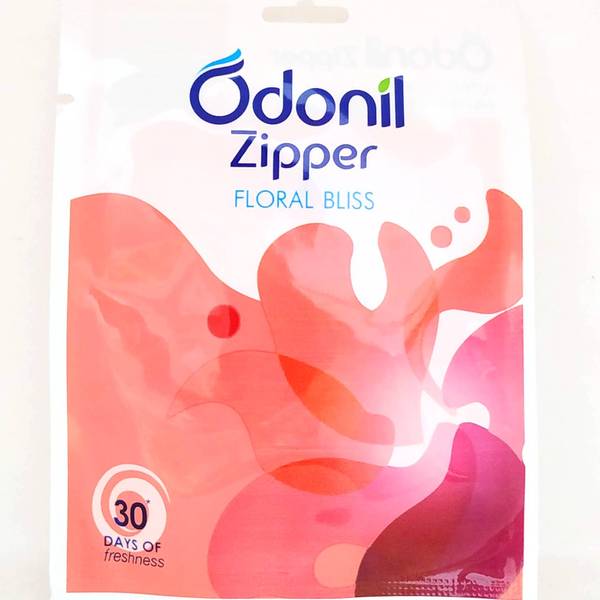 Odonil
Zipper
FLORAL BLISS
30*
DAYS OF
freshness